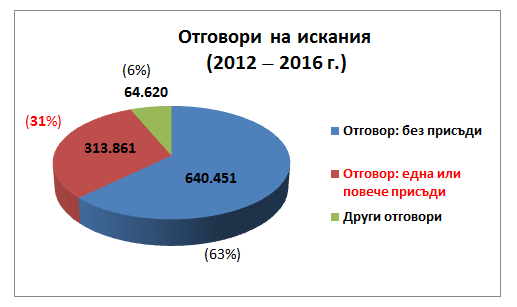 Отговори на искания
(2012 – 2016 г.)
(6%)
64.620
(31%)
313.861
640.451
(63%)
Отговор: без присъди
Отговор: една или
повече присъди
Други отговори